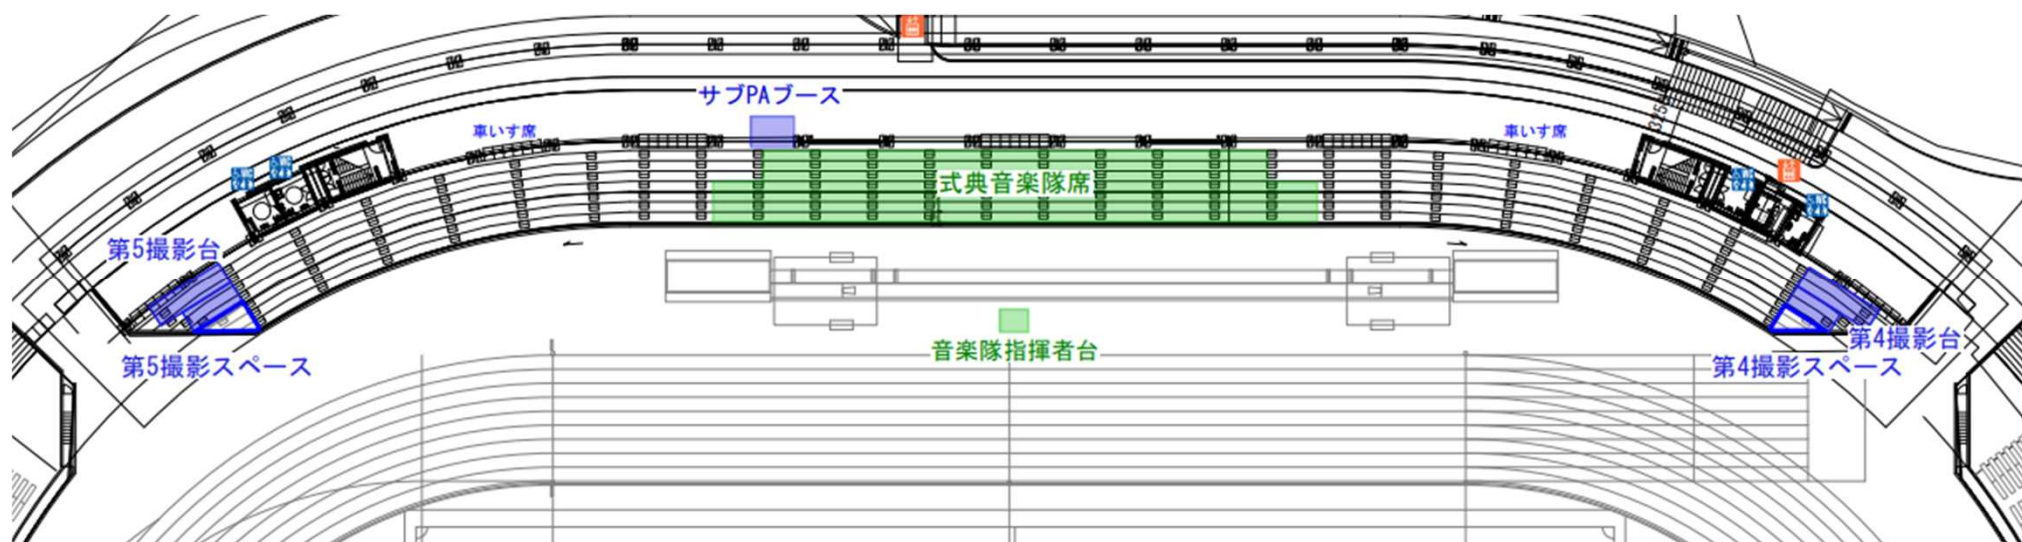 サブPAブース
車いす席
車いす席
式典音楽隊席
第5撮影台
第5撮影スペース
音楽隊指揮者台
第4撮影台
第4撮影スペース